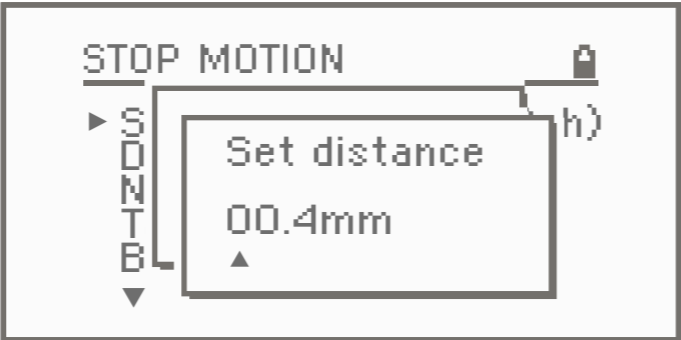 STOP MOTION
S h)
D
Set distance
N
T
00.4mm
B